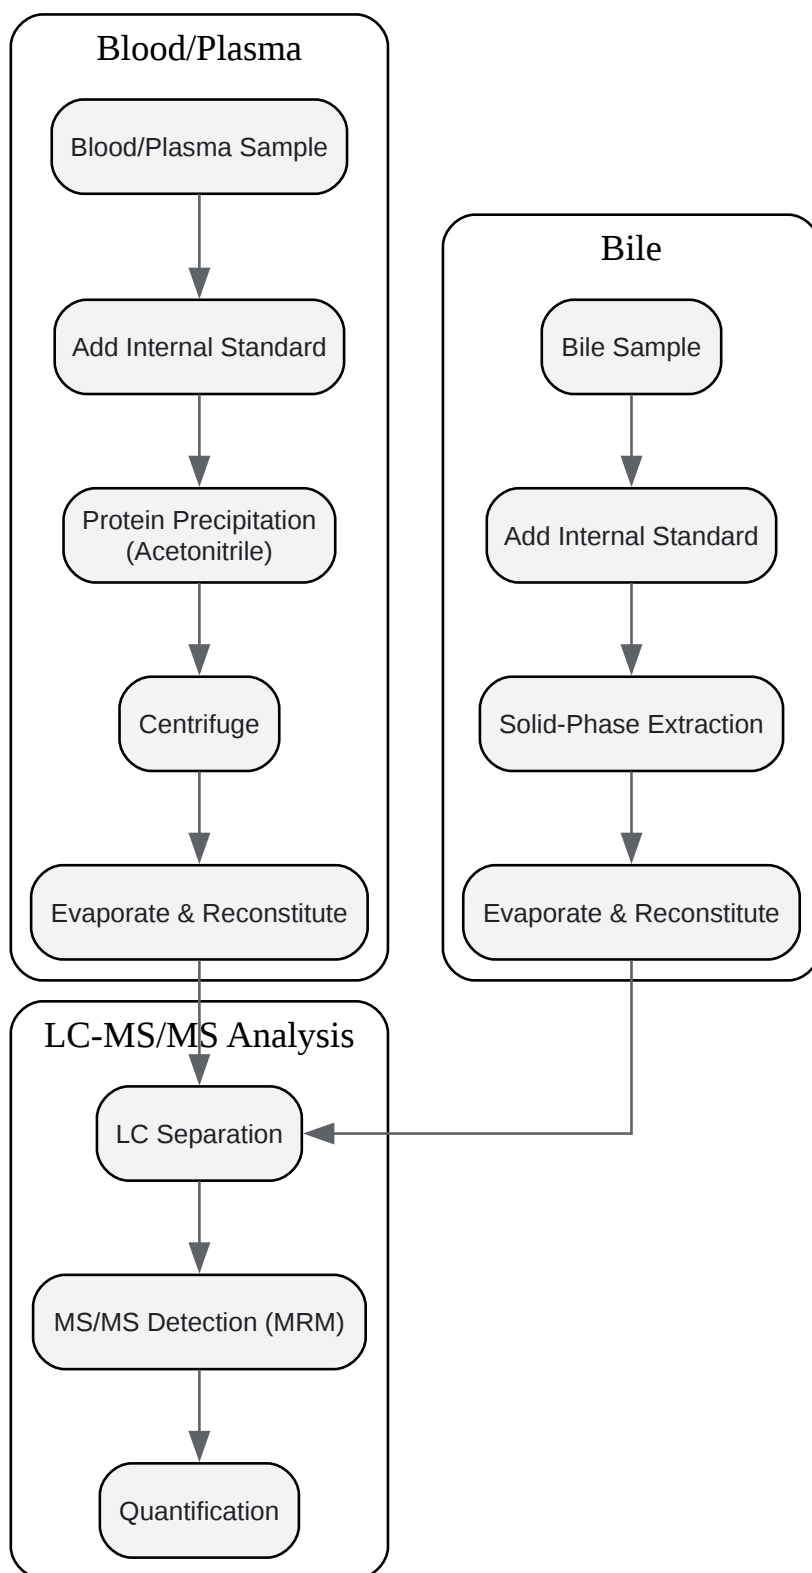 Blood/Plasma
Blood/Plasma Sample
Add Internal Standard
Protein Precipitation
(Acetonitrile)
Centrifuge
Evaporate & Reconstitute
Bile
Bile Sample
Add Internal Standard
Solid-Phase Extraction
Evaporate & Reconstitute
LC-MS/MS Analysis
LC Separation
MS/MS Detection (MRM)
Quantification